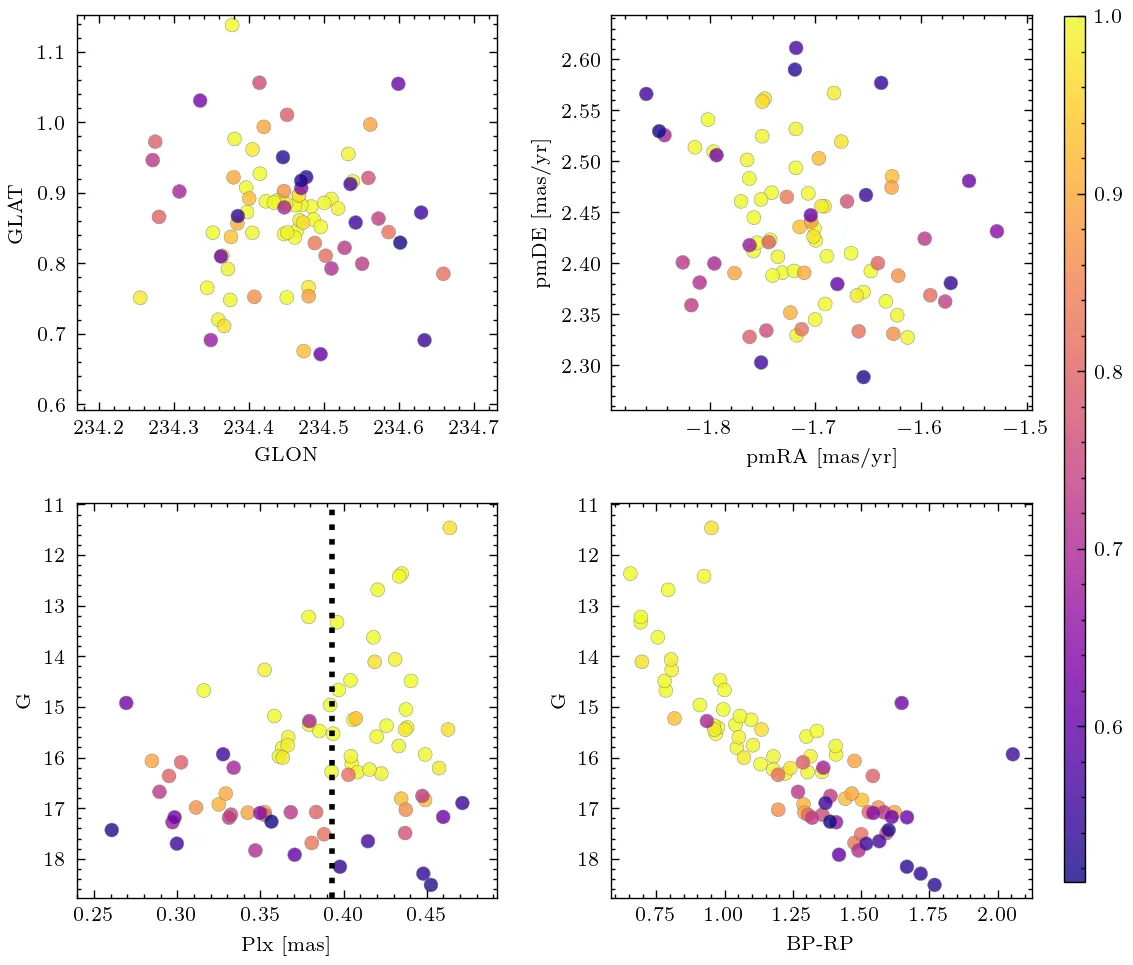 1.1
1.0
0.9
0.8
0.7
0.6
GLAT
234.2 234.3 234.4 234.5 234.6 234.7
GLON
2.60
2.55
2.50
2.45
2.40
2.35
2.30
pmDE [mas/yr]
−1.8 −1.7 −1.6 −1.5
pmRA [mas/yr]
11
12
13
14
15
16
17
18
G
0.25 0.30 0.35 0.40 0.45
Plx [mas]
11
12
13
14
15
16
17
18
G
0.75 1.00 1.25 1.50 1.75 2.00
BP-RP
1.0
0.9
0.8
0.7
0.6